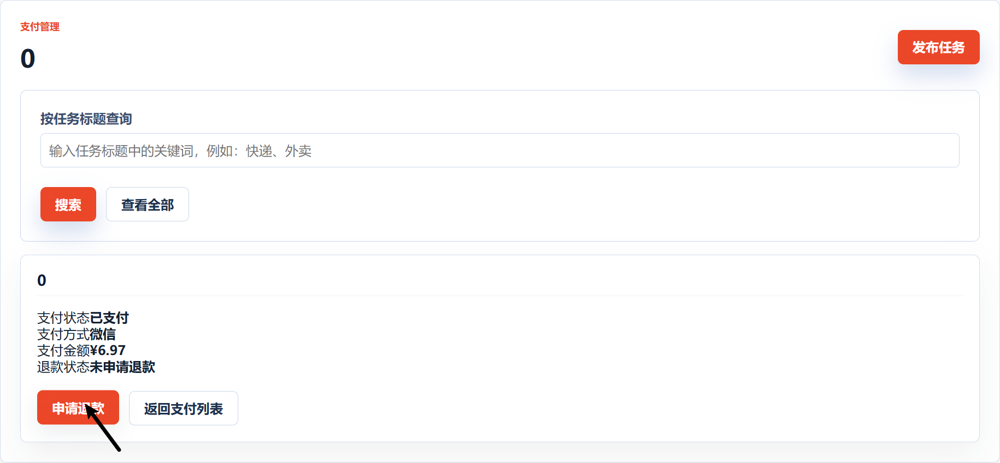 支付管理
0
发布任务
按任务标题查询
输入任务标题中的关键词，例如：快递、外卖
搜索
查看全部
0
支付状态已支付
支付方式微信
支付金额¥6.97
退款状态未申请退款
申请退款
返回支付列表